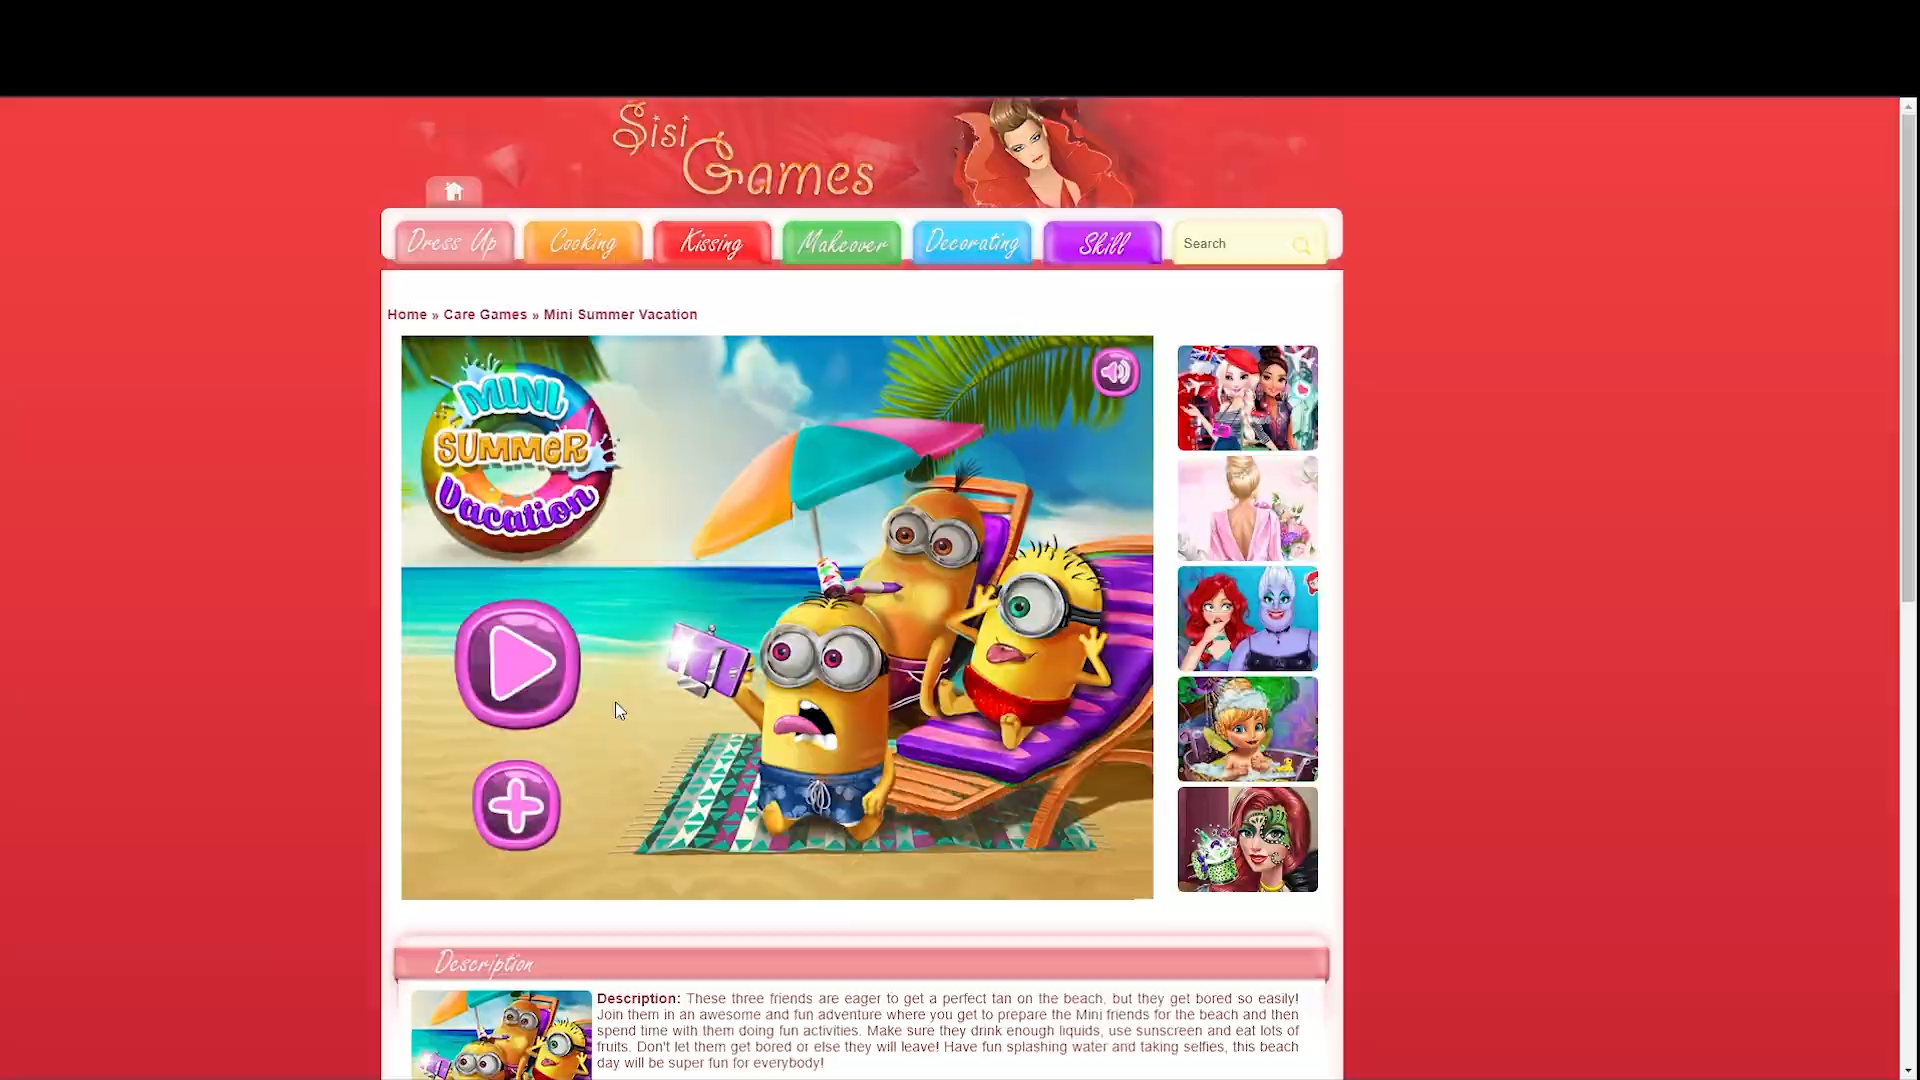 Sisi
Games
Dress Up
Cooking
Kissing
Makeover
Decorating
Skill
Search
Home » Care Games » Mini Summer Vacation
MINI
SUMMER
Vacation
Description
Description: These three friends are eager to get a perfect tan on the beach, but they get bored so easily!
Join them in an awesome and fun adventure where you get to prepare the Mini friends for the beach and then
spend time with them doing fun activities. Make sure they drink enough liquids, use sunscreen and eat lots of
fruits. Don't let them get bored or else they will leave! Have fun splashing water and taking selfies, this beach
day will be super fun for everybody!